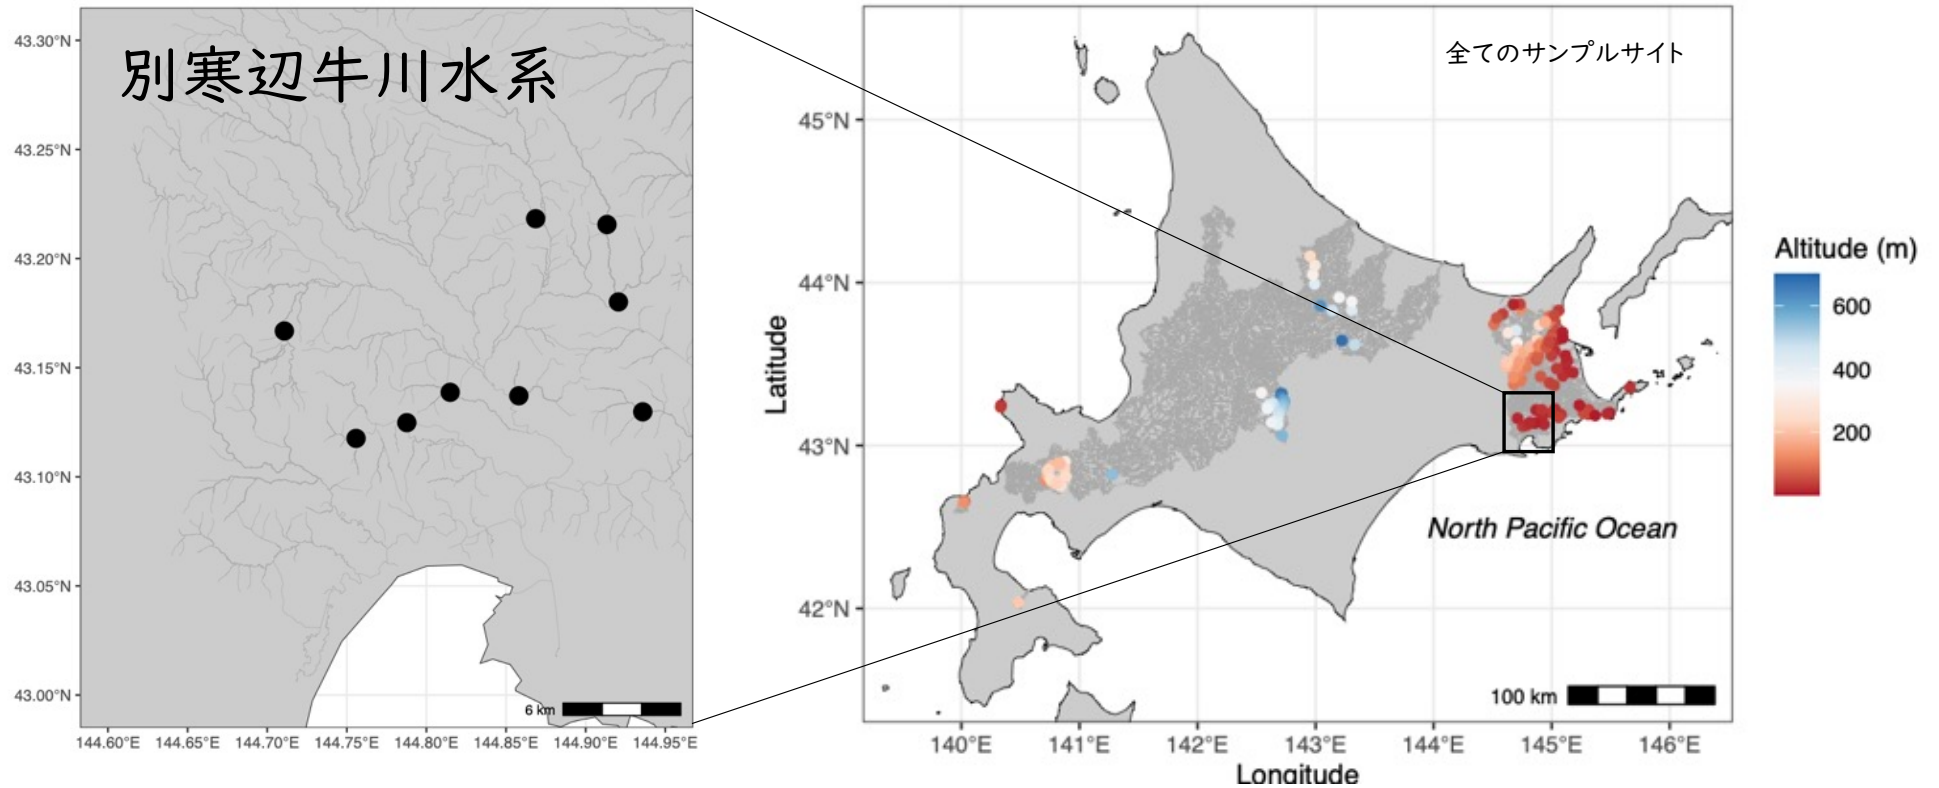 別寒辺牛川水系
43.30°N
43.25°N
43.20°N
43.15°N
43.10°N
43.05°N
43.00°N
6 km
144.60°E 144.65°E 144.70°E 144.75°E 144.80°E 144.85°E 144.90°E 144.95°E
全てのサンプルサイト
Latitude
45°N
44°N
43°N
42°N
North Pacific Ocean
100 km
140°E 141°E 142°E 143°E 144°E 145°E 146°E
Longitude
Altitude (m)
600
400
200